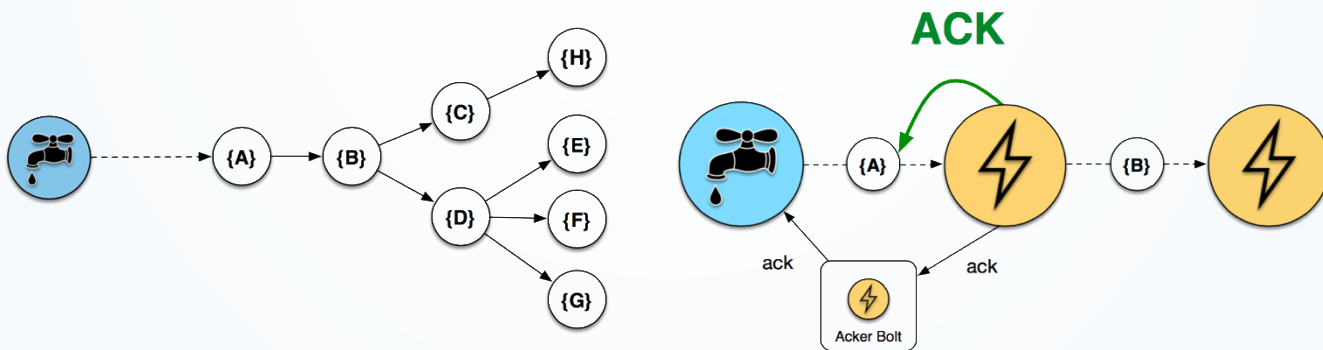 {A}
{B}
{C}
{H}
{D}
{E}
{F}
{G}
ACK
{A}
{B}
ack
ack
Acker Bolt